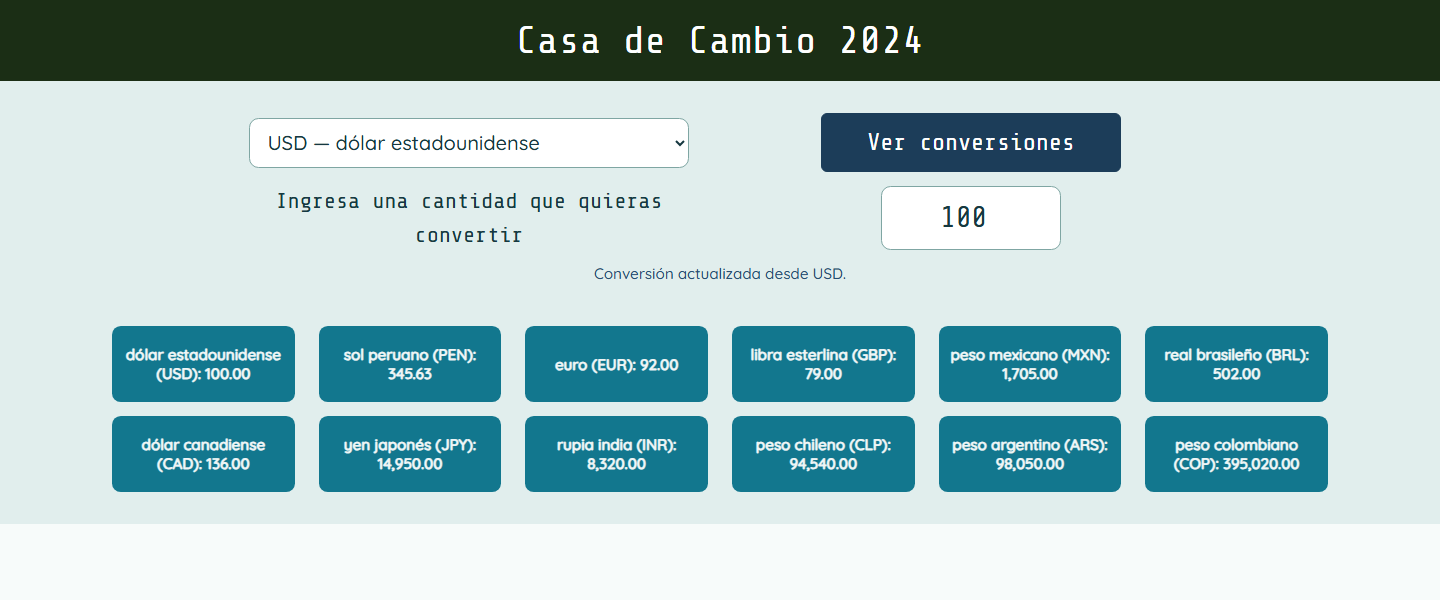 Casa de Cambio 2024
USD — dólar estadounidense
Ver conversiones
Ingresa una cantidad que quieras
convertir
100
Conversión actualizada desde USD.
dólar estadounidense
(USD): 100.00
sol peruano (PEN):
345.63
euro (EUR): 92.00
libra esterlina (GBP):
79.00
peso mexicano (MXN):
1,705.00
real brasileño (BRL):
502.00
dólar canadiense
(CAD): 136.00
yen japonés (JPY):
14,950.00
rupia india (INR):
8,320.00
peso chileno (CLP):
94,540.00
peso argentino (ARS):
98,050.00
peso colombiano
(COP): 395,020.00